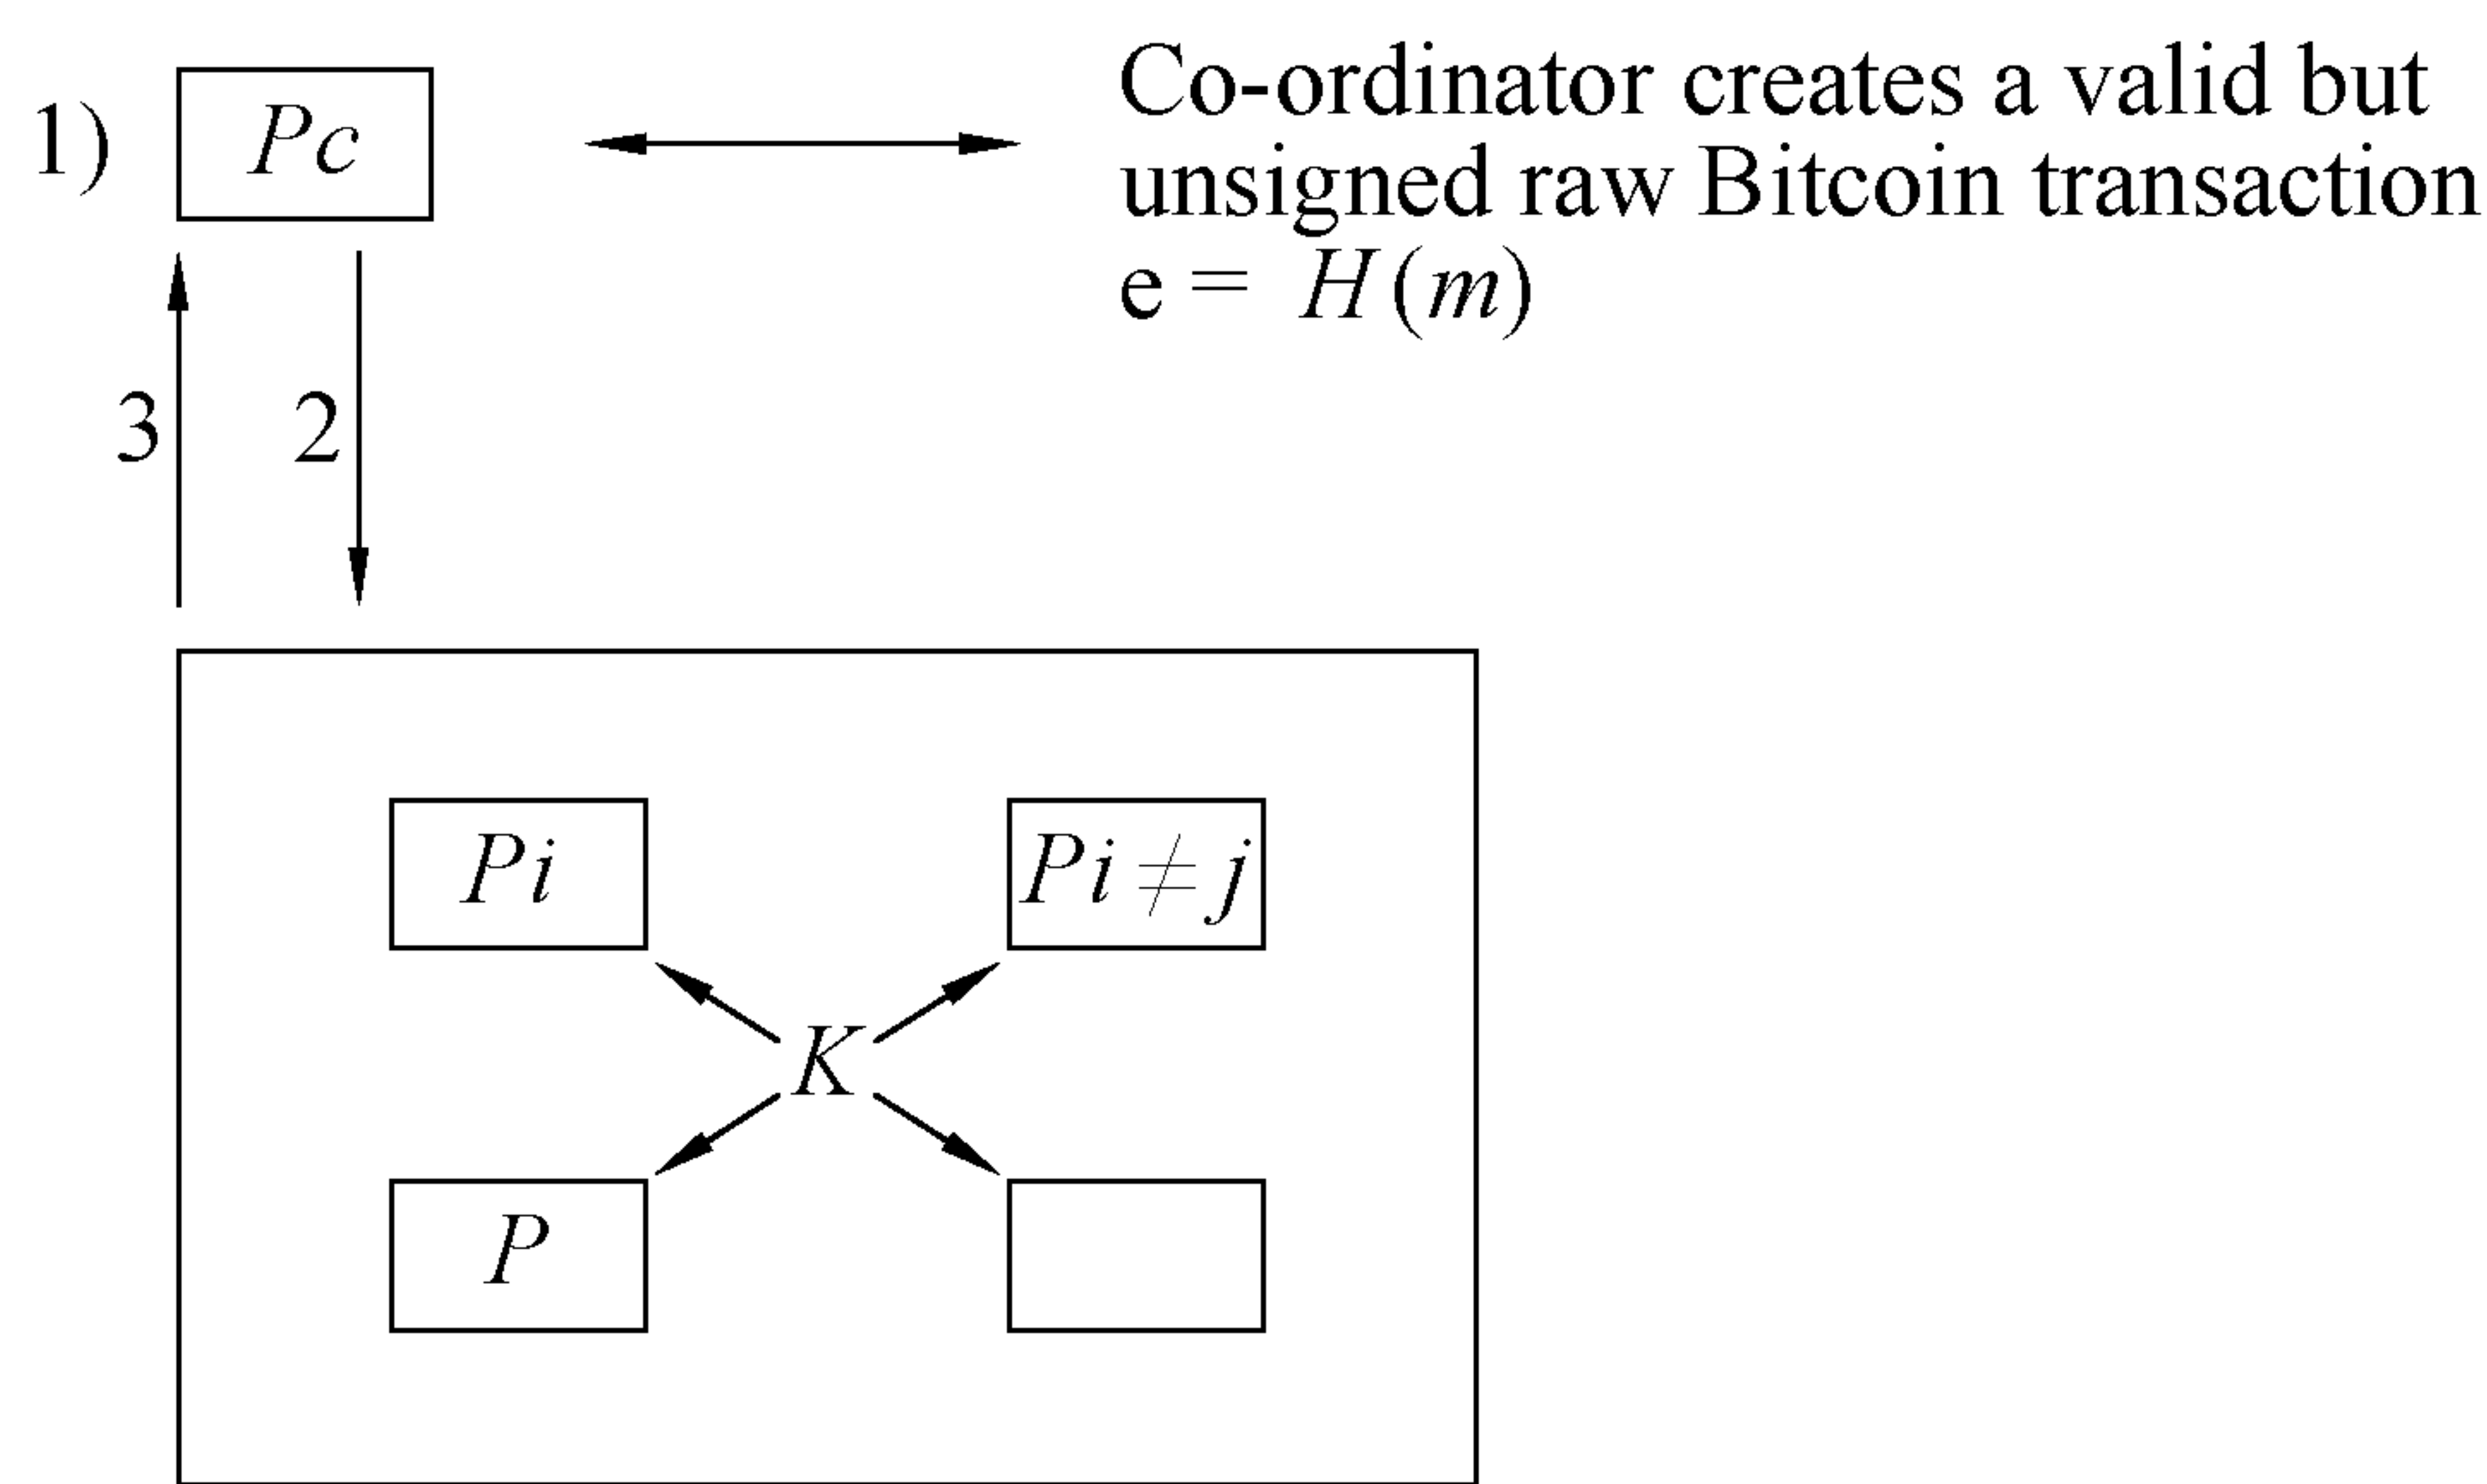 1)
Pc
Co-ordinator creates a valid but
unsigned raw Bitcoin transaction
e = H(m)
3
2
Pi
Pi ≠ j
K
P